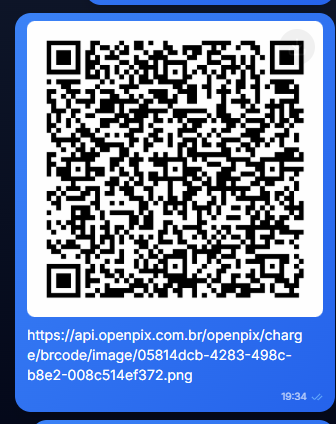 https://api.openpix.com.br/openpix/charg
e/brcode/image/05814dcb-4283-498c-
b8e2-008c514ef372.png
19:34